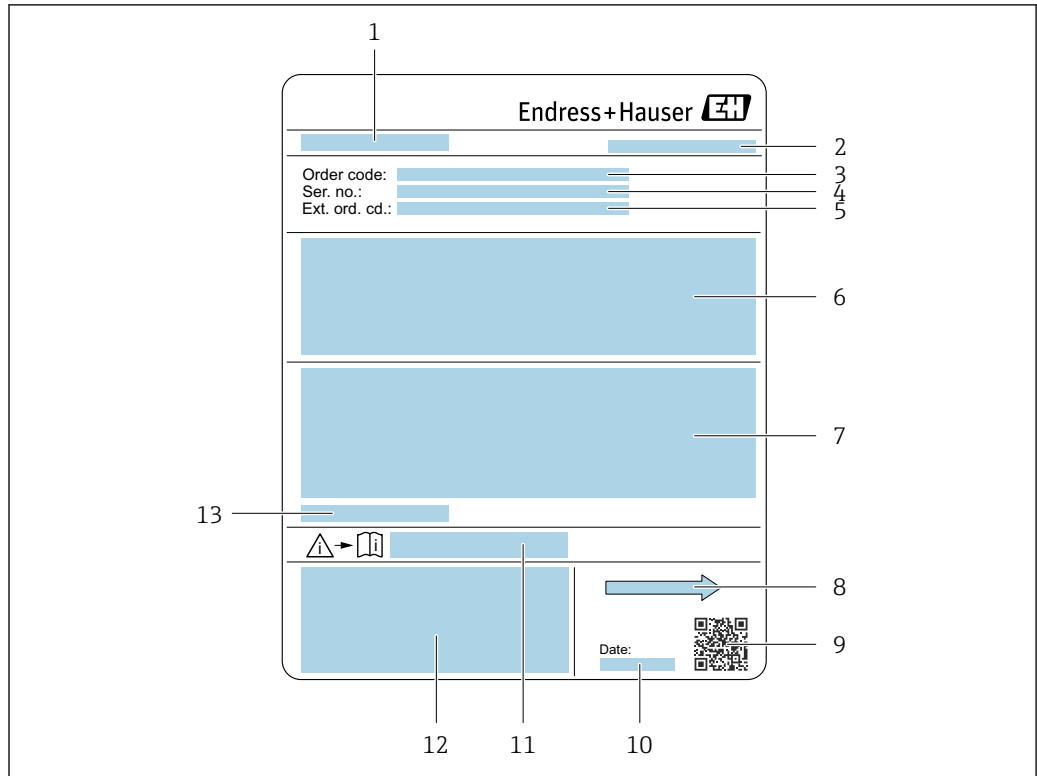 1
Endress+Hauser EH
2
Order code:
3
Ser. no.:
4
Ext. ord. cd.:
5
6
7
13
i i
11
8
9
Date:
12
10